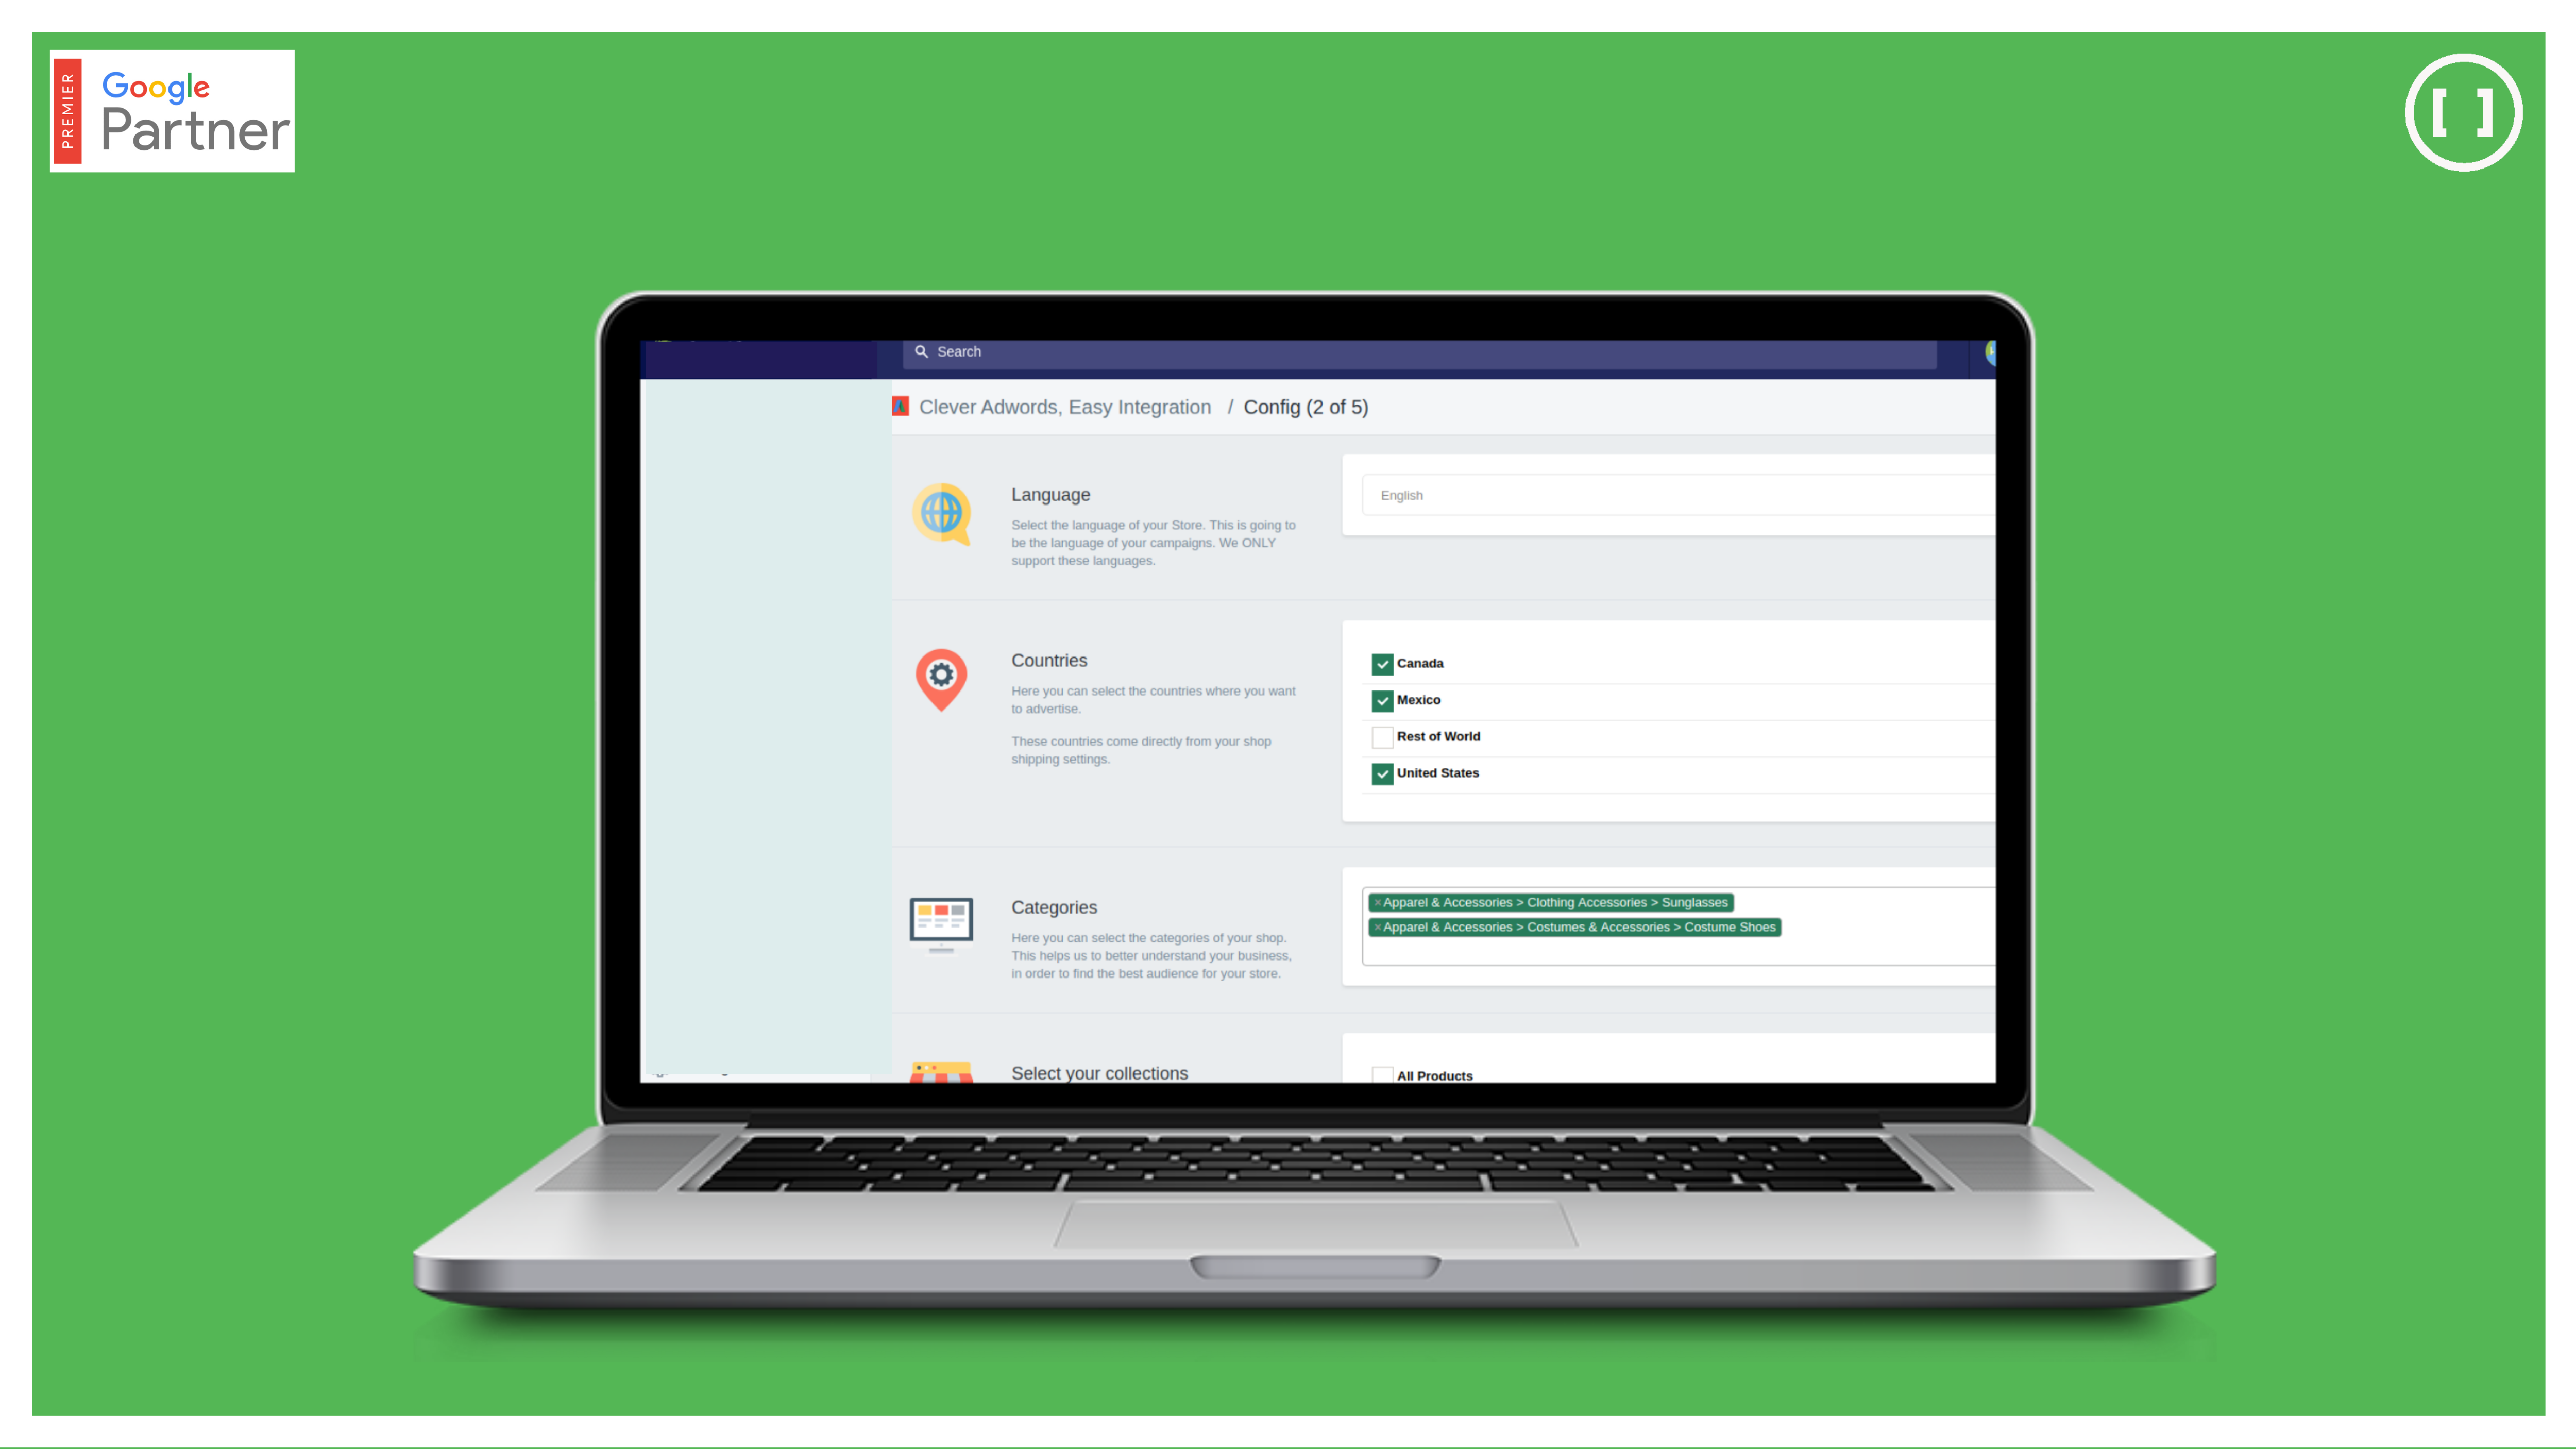 PREMIER
Google
Partner
[ ]
Search
Clever Adwords, Easy Integration / Config (2 of 5)
Language
Select the language of your Store. This is going to
be the language of your campaigns. We ONLY
support these languages.
English
Countries
Here you can select the countries where you want
to advertise.
These countries come directly from your shop
shipping settings.
Canada
Mexico
Rest of World
United States
Categories
Here you can select the categories of your shop.
This helps us to better understand your business,
in order to find the best audience for your store.
×Apparel & Accessories > Clothing Accessories > Sunglasses
×Apparel & Accessories > Costumes & Accessories > Costume Shoes
Select your collections
All Products